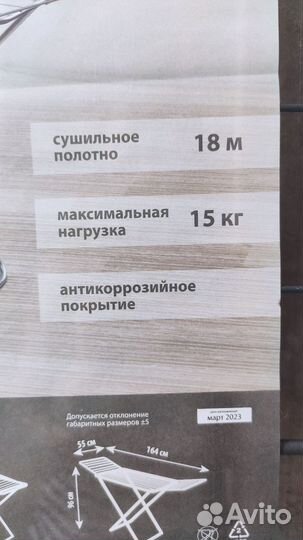 сушильное
полотно
18 м
максимальная
нагрузка
15 кг
антикоррозийное
покрытие
Допускается отклонение
габаритных размеров ±5
март 2023
55 см
164 см
96 см
Avito